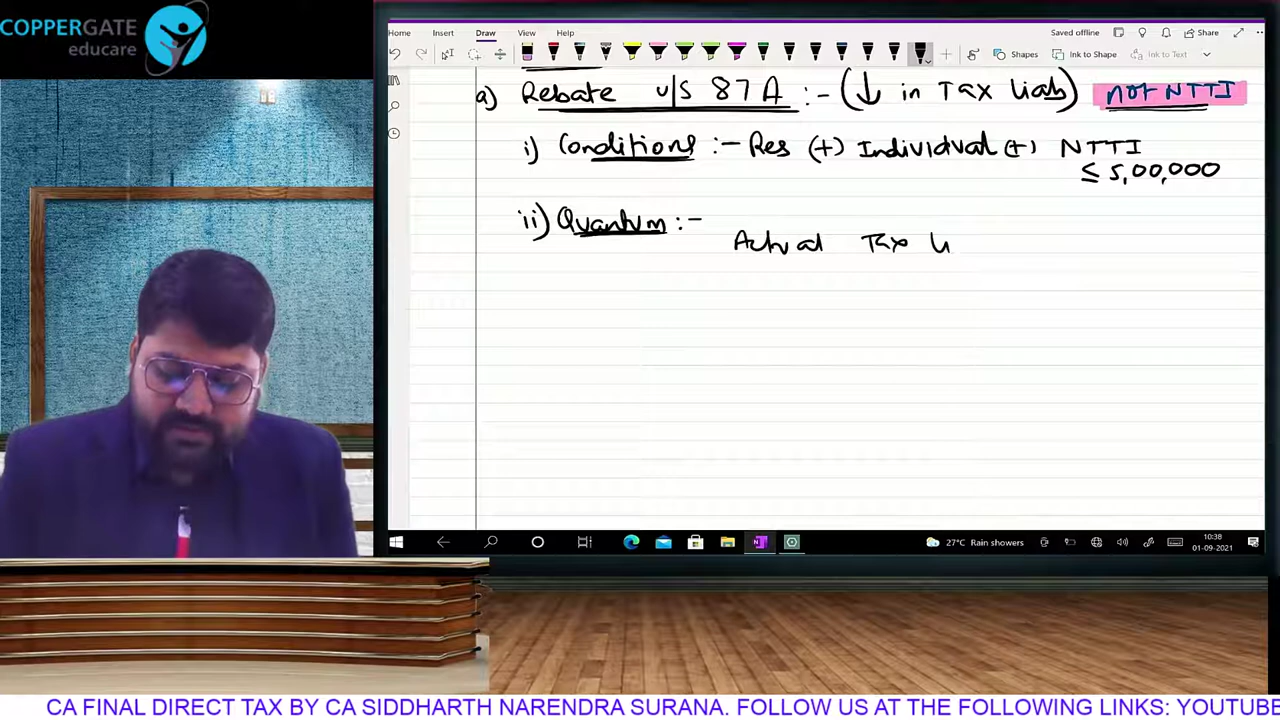 COPPERGATE
educare
Home Insert Draw View Help Saved offline Share
Shapes Ink to Shape Ink to Text
a) Rebate u/s 87A :- (↓ in Tax Liab) not NTTI
i) Conditions :- Res (+) Individual (+) NTTI
≤ 5,00,000
ii) Quantum :-
Actual Tax
27°C Rain showers 10:38
01-09-2021
CA FINAL DIRECT TAX BY CA SIDDHARTH NARENDRA SURANA. FOLLOW US AT THE FOLLOWING LINKS: YOUTUBE